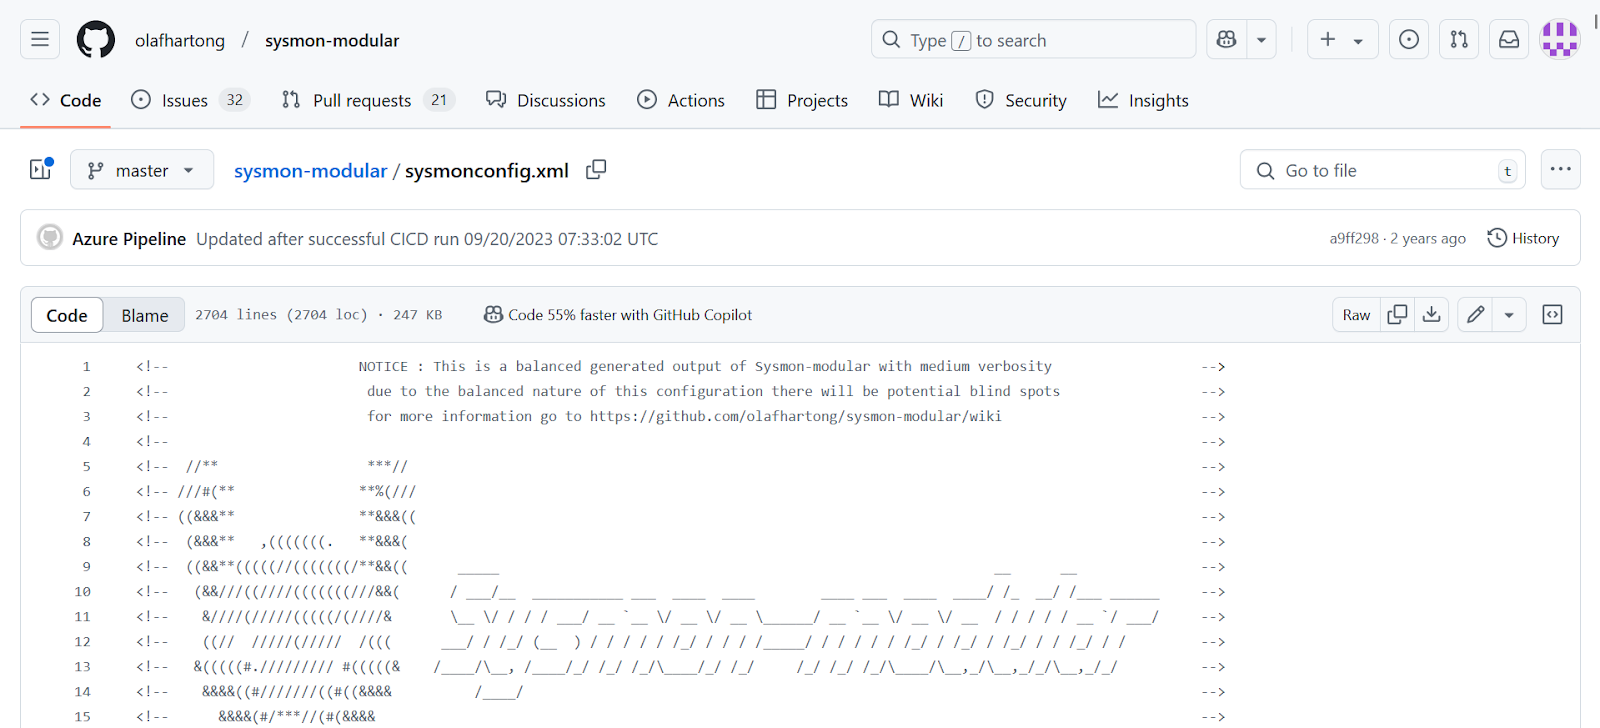 olafhartong / sysmon-modular
Type / to search
Code
Issues 32
Pull requests 21
Discussions
Actions
Projects
Wiki
Security
Insights
master
sysmon-modular / sysmonconfig.xml
Go to file
t
Azure Pipeline Updated after successful CICD run 09/20/2023 07:33:02 UTC
a9ff298 · 2 years ago
History
Code
Blame
2704 lines (2704 loc) · 247 KB
Code 55% faster with GitHub Copilot
Raw
1 <!-- NOTICE : This is a balanced generated output of Sysmon-modular with medium verbosity -->
2 <!-- due to the balanced nature of this configuration there will be potential blind spots -->
3 <!-- for more information go to https://github.com/olafhartong/sysmon-modular/wiki -->
4 <!-- -->
5 <!-- //** ***// -->
6 <!-- ///#(** **%(/// -->
7 <!-- ((&&&** **&&&(( -->
8 <!-- (&&&** ,(((((((. **&&&( -->
9 <!-- ((&&**(((((//(((((((/**&&(( _____ __ __ -->
10 <!-- (&&///((////(((((((///&&( / ___/__ ___________ ___ ____ ____ ____ ___ ____ ____/ /_ __/ /___ ______ -->
11 <!-- &////(/////(((((/(////& \__ \/ / / / ___/ __ `__ \/ __ \/ __ \______/ __ `__ \/ __ \/ __ / / / / / __ `/ ___/ -->
12 <!-- ((// /////(///// /((( ___/ / /_/ (__ ) / / / / / /_/ / / / /_____/ / / / / / /_/ / /_/ / /_/ / / /_/ / / -->
13 <!-- &(((((#.///////// #(((((& /____/\__, /____/_/ /_/ /_/\____/_/ /_/ /_/ /_/ /_/\____/\__,_/\__,_/_/\__,_/_/ -->
14 <!-- &&&&((#///////((#((&&&& /____/ -->
15 <!-- &&&&(#/***//(#(&&&& -->